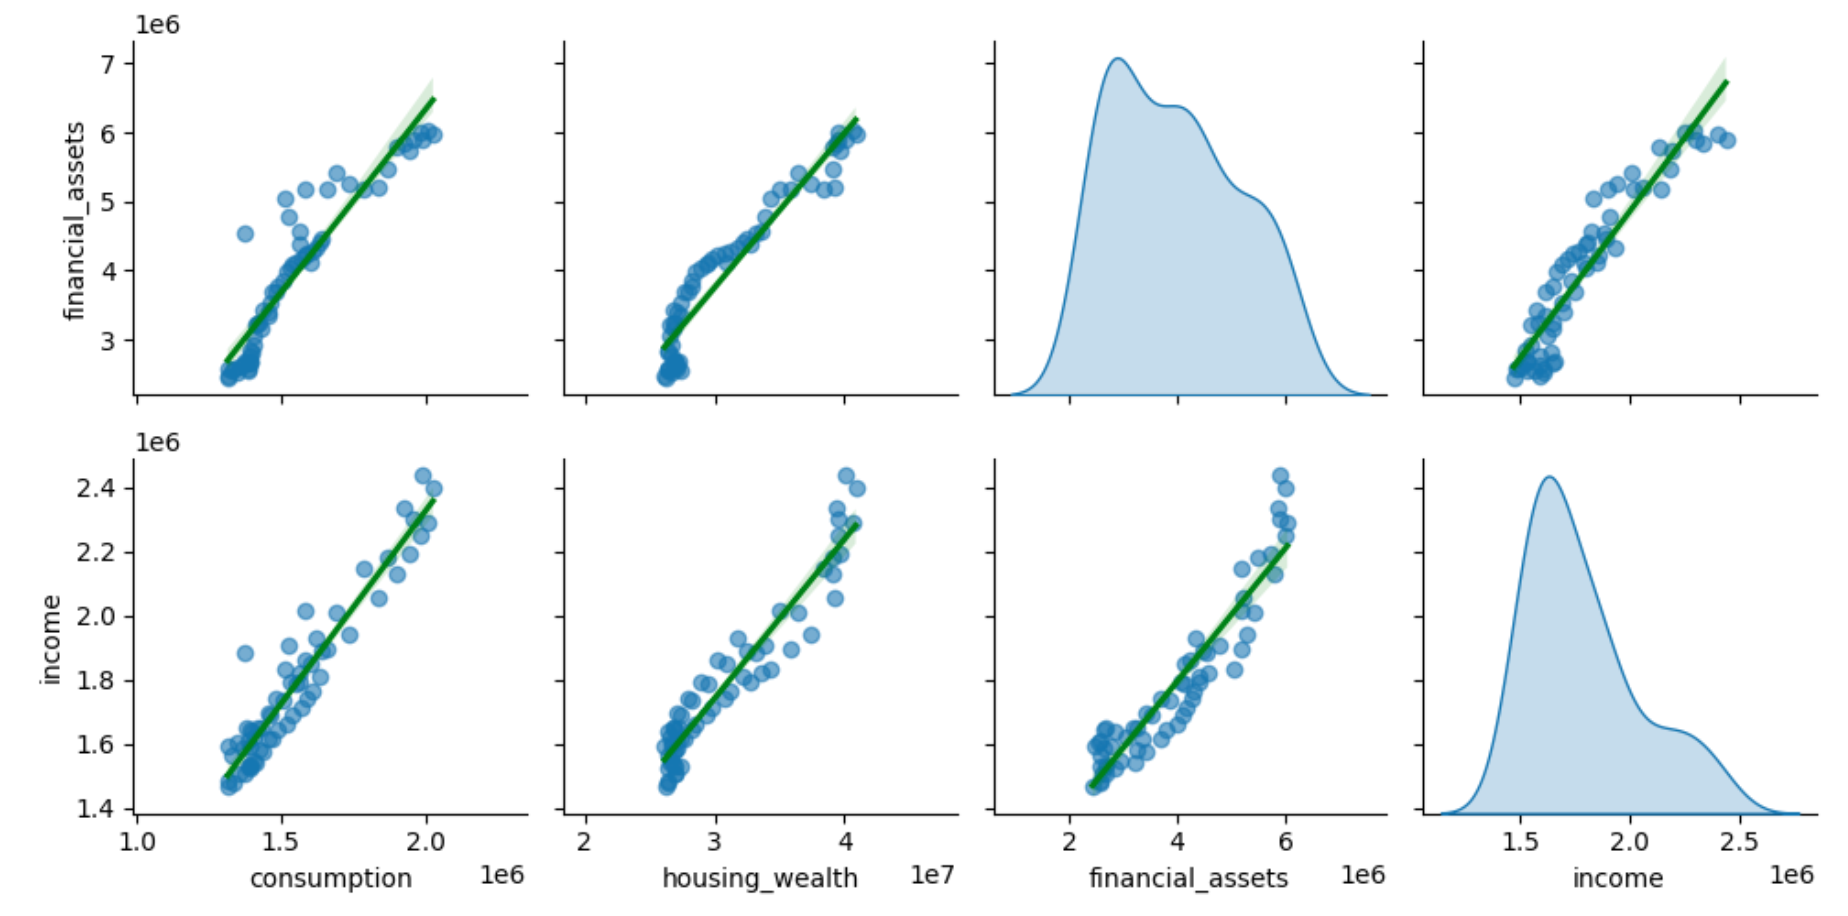 1e6
7
6
5
4
3
financial_assets
1e6
2.4
2.2
2.0
1.8
1.6
1.4
income
1.0 1.5 2.0 2 3 4 2 4 6 1.5 2.0 2.5
consumption 1e6 housing_wealth 1e7 financial_assets 1e6 income 1e6